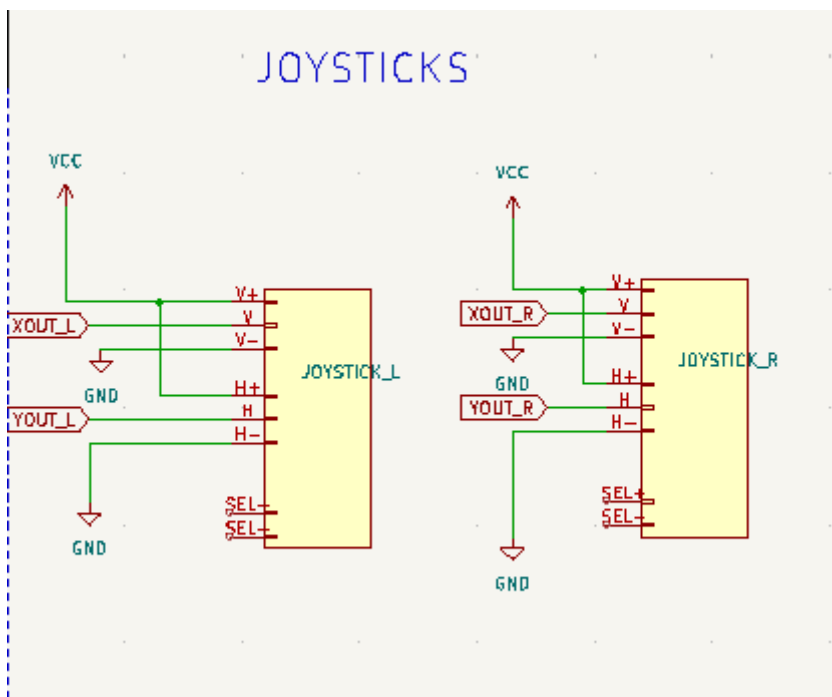 JOYSTICKS
VCC
V+
XOUT_L
V
V-
GND
JOYSTICK_L
H+
YOUT_L
H
H-
GND
SEL+
SEL-
VCC
V+
XOUT_R
V
V-
GND
JOYSTICK_R
H+
YOUT_R
H
H-
SEL+
SEL-
GND